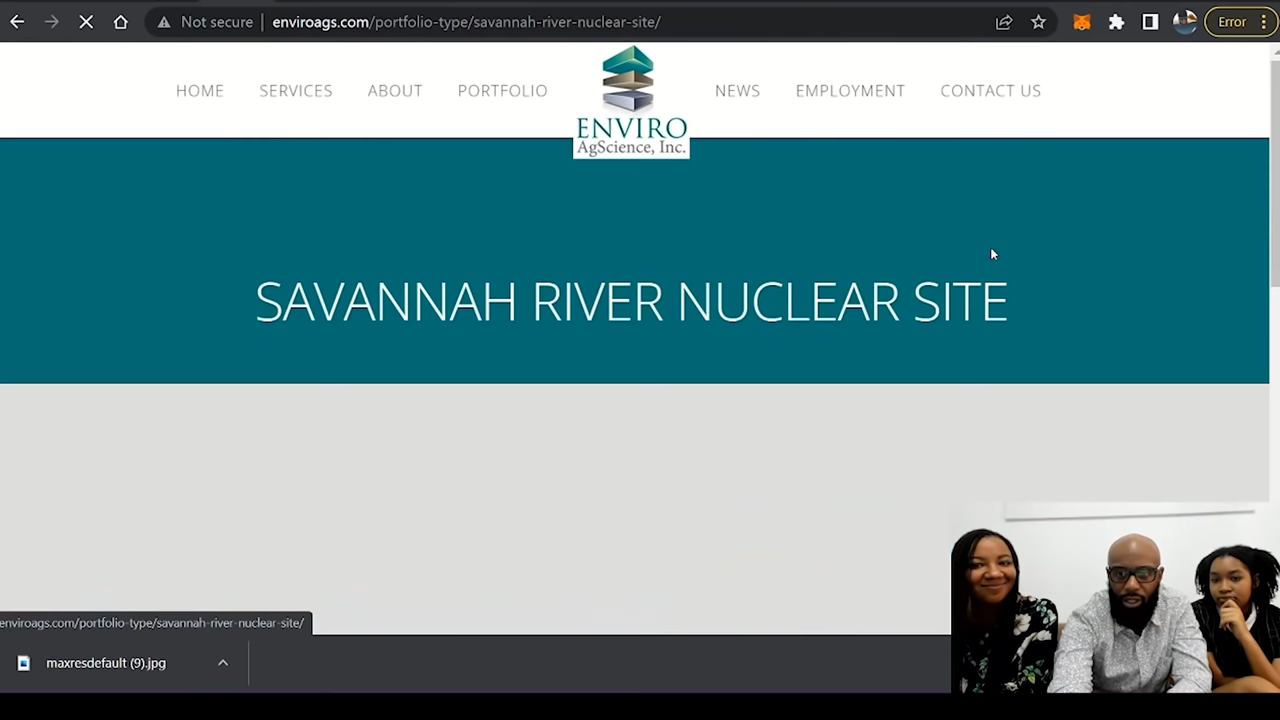 Not secure
enviroags.com/portfolio-type/savannah-river-nuclear-site/
Error
HOME SERVICES ABOUT PORTFOLIO NEWS EMPLOYMENT CONTACT US
ENVIRO
AgScience, Inc.
SAVANNAH RIVER NUCLEAR SITE
enviroags.com/portfolio-type/savannah-river-nuclear-site/
maxresdefault (9).jpg